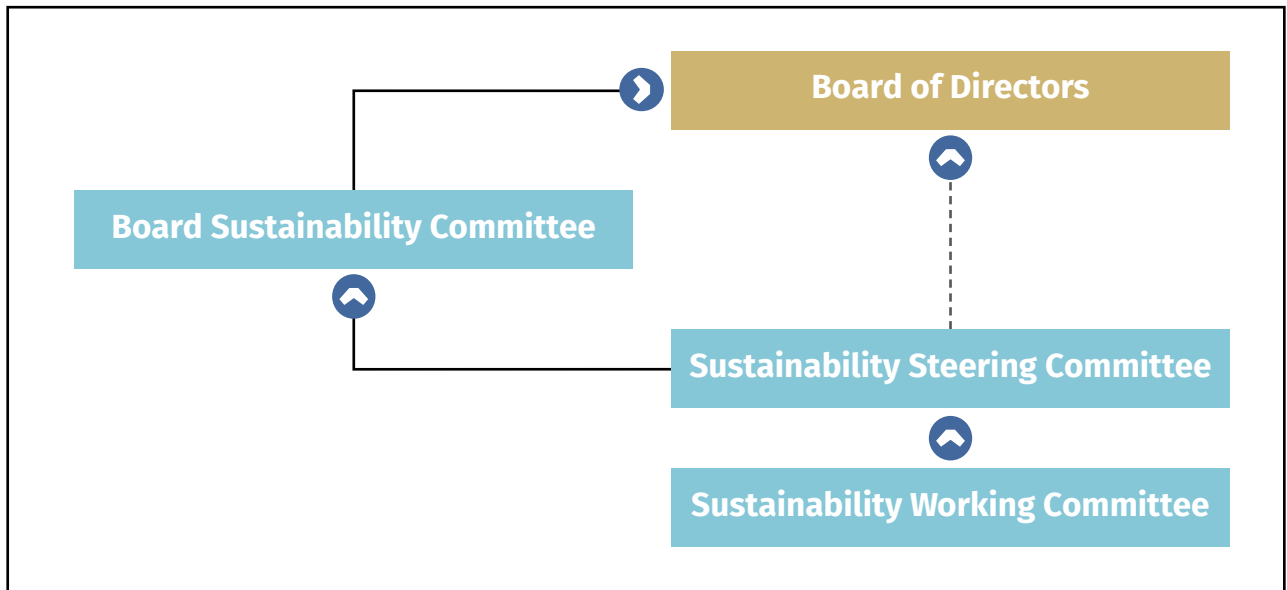 Board of Directors
Board Sustainability Committee
Sustainability Steering Committee
Sustainability Working Committee